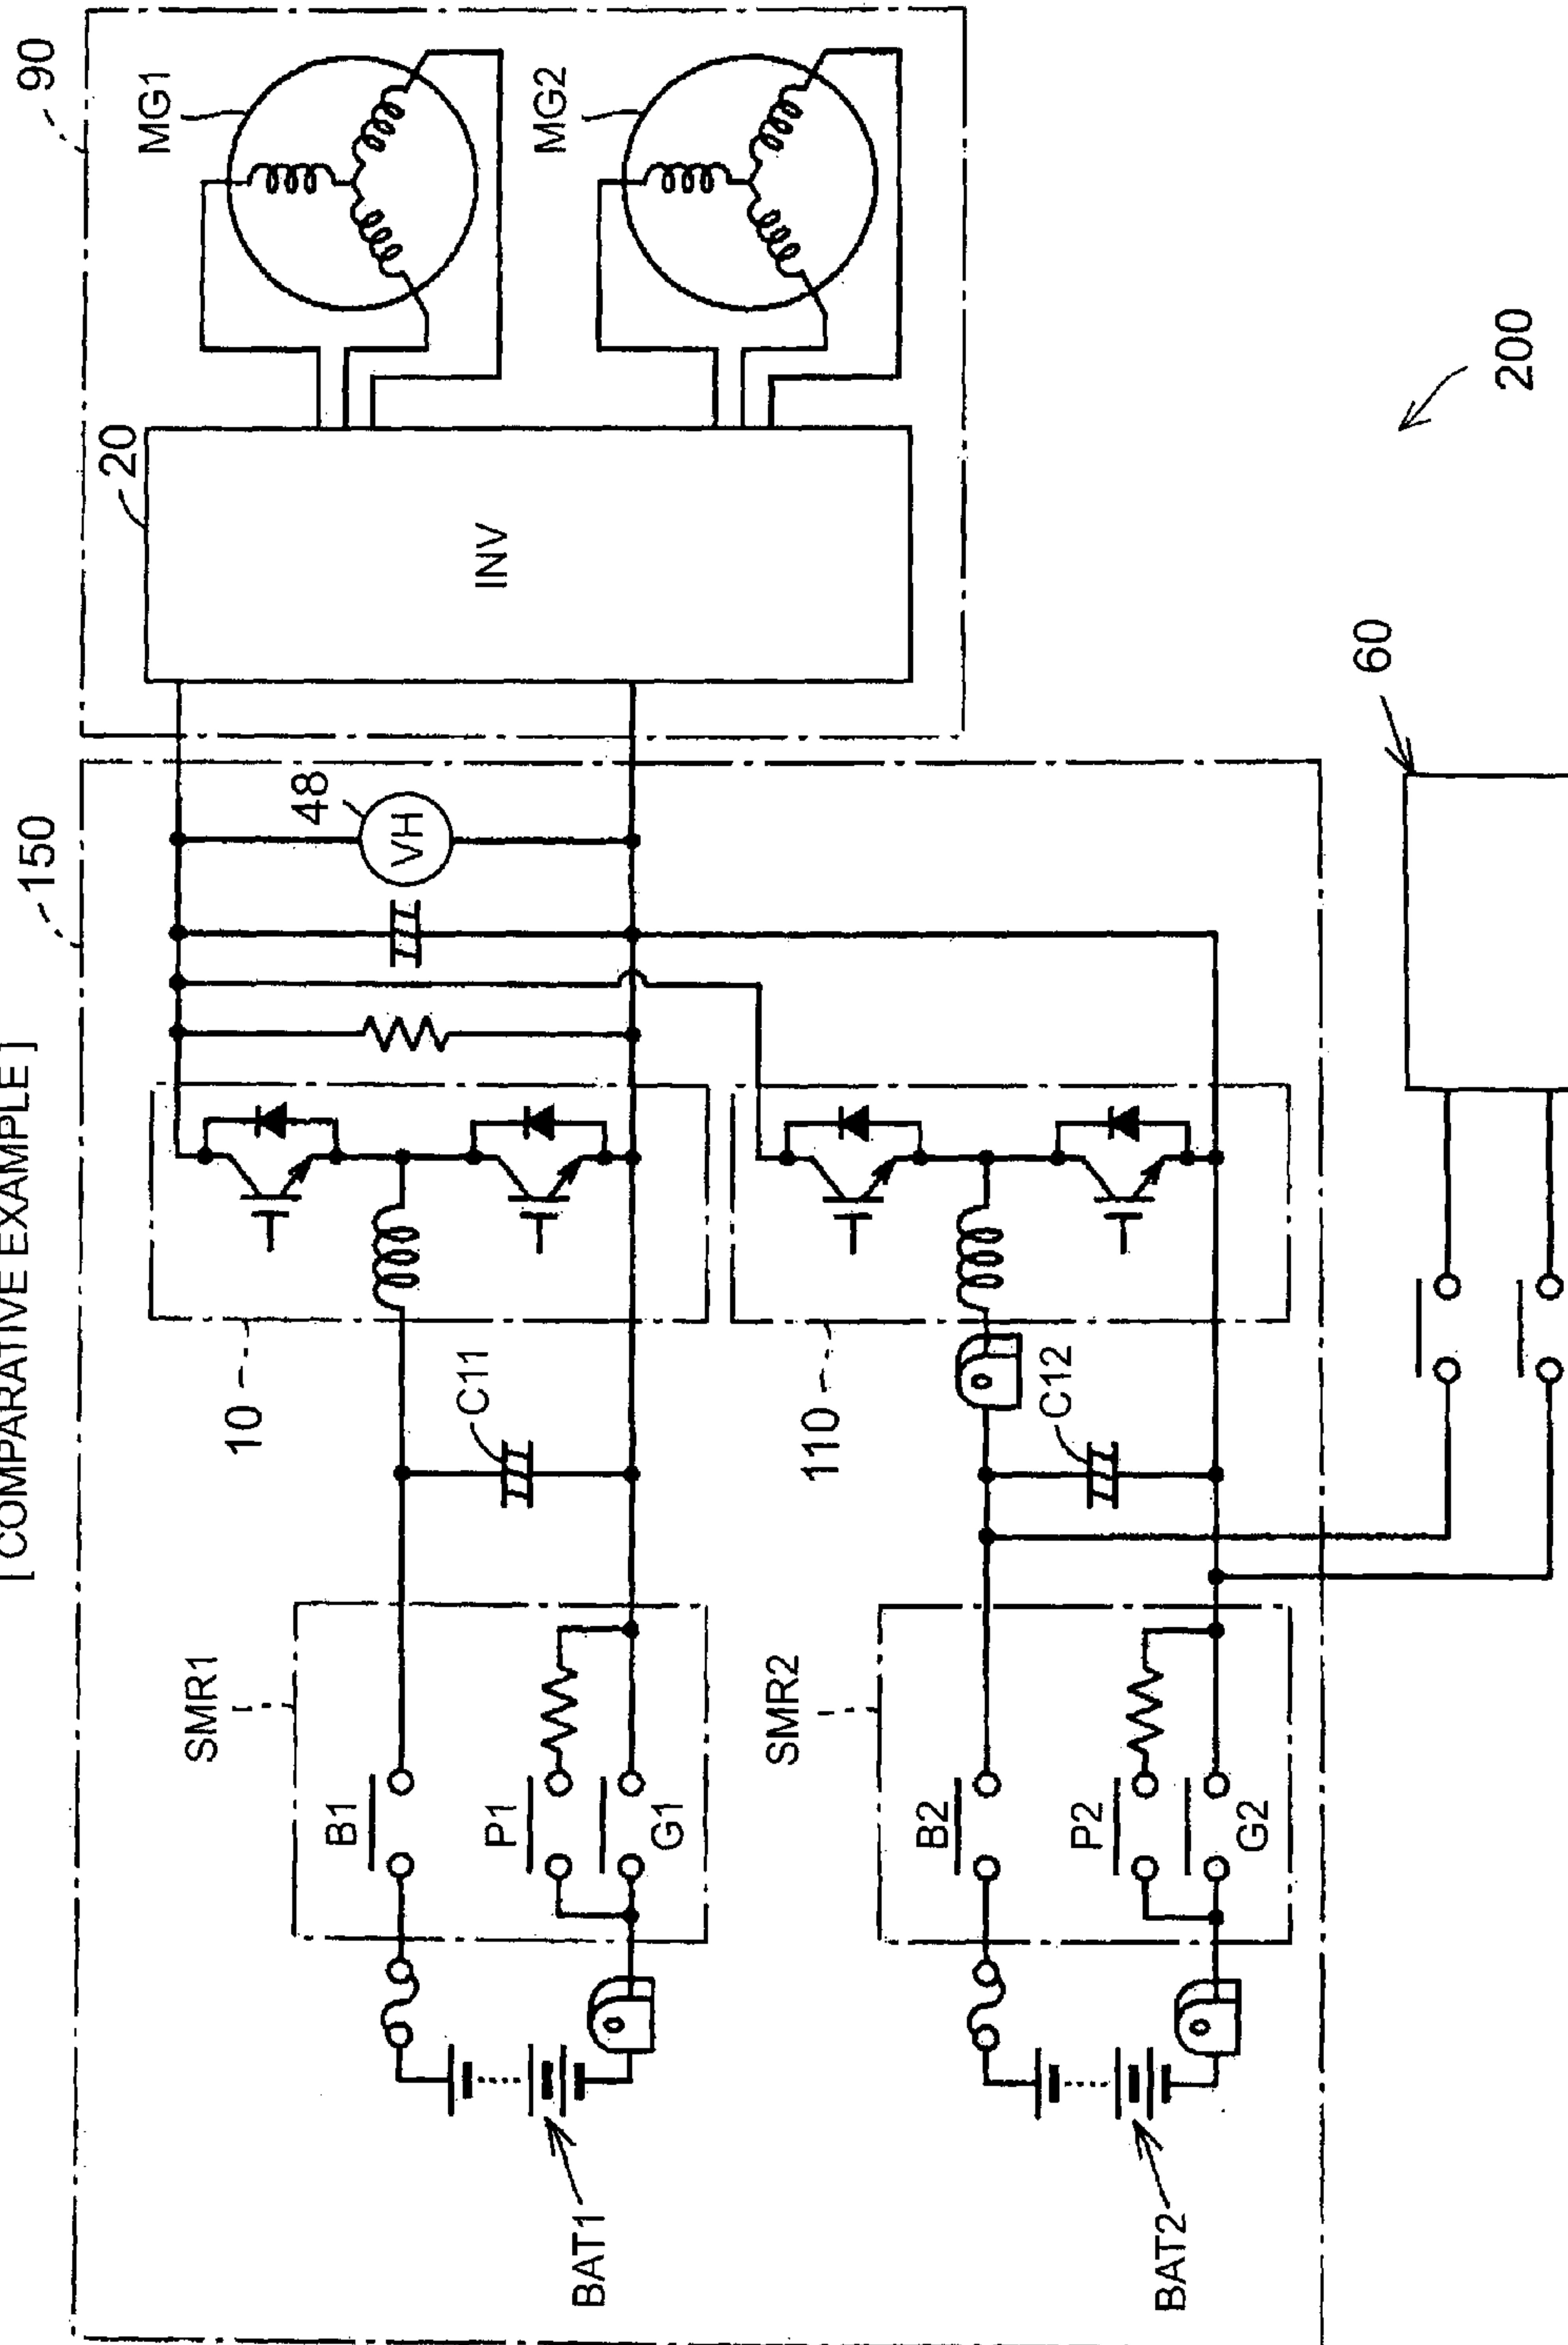 [ COMPARATIVE EXAMPLE ]
150
90
20
MG1
48
VH
INV
10
SMR1
B1
C11
P1
G1
BAT1
MG2
110
SMR2
B2
C12
P2
G2
BAT2
60
200